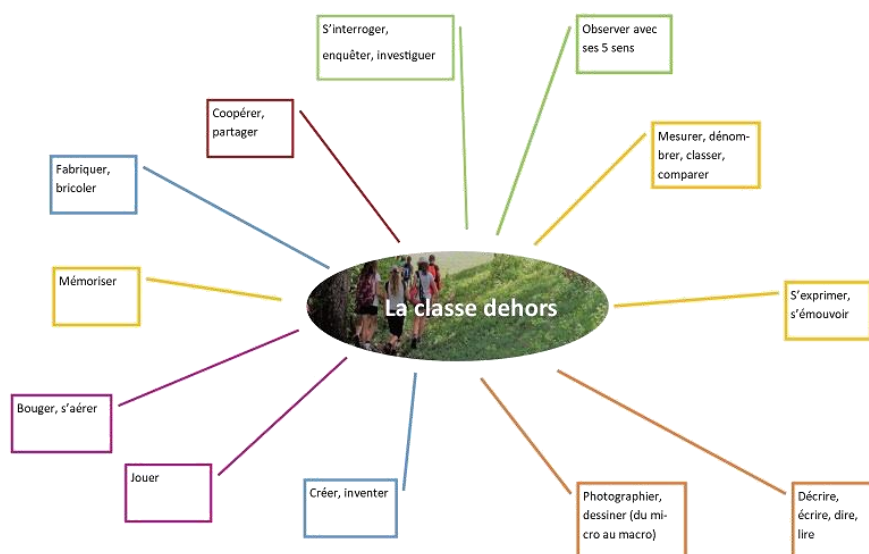 S'interroger,
enquêter, investiguer
Observer avec
ses 5 sens
Coopérer,
partager
Mesurer, dénom-
brer, classer,
comparer
Fabriquer,
bricoler
Mémoriser
La classe dehors
S'exprimer,
s'émouvoir
Bouger, s'aérer
Jouer
Créer, inventer
Photographier,
dessiner (du mi-
cro au macro)
Décrire,
écrire, dire,
lire